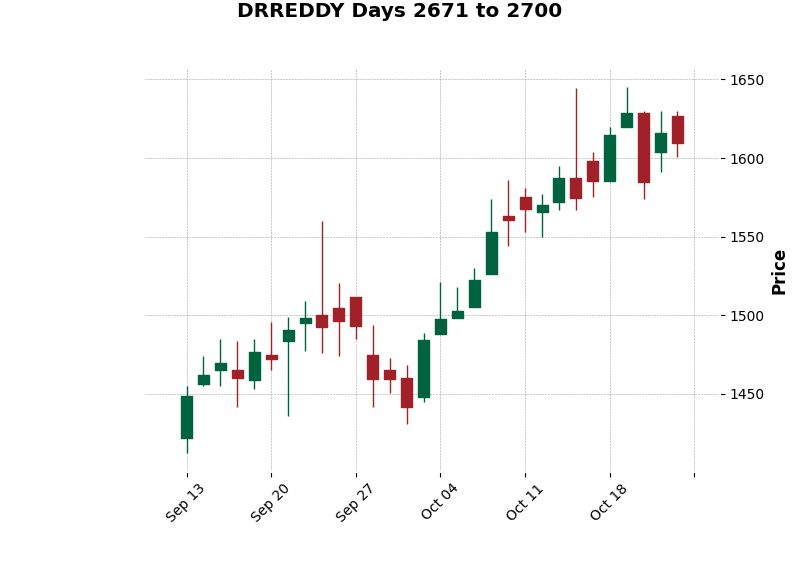 DRREDDY Days 2671 to 2700
1650
1600
1550
1500
1450
Price
Sep 13
Sep 20
Sep 27
Oct 04
Oct 11
Oct 18